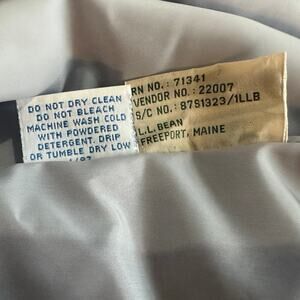 DO NOT DRY CLEAN
DO NOT BLEACH
MACHINE WASH COLD
WITH POWDERED
DETERGENT. DRIP
OR TUMBLE DRY LOW
RN NO.: 71341
VENDOR NO.: 22007
S/C NO.: 87S1323/1LLB
L.L. BEAN
FREEPORT, MAINE